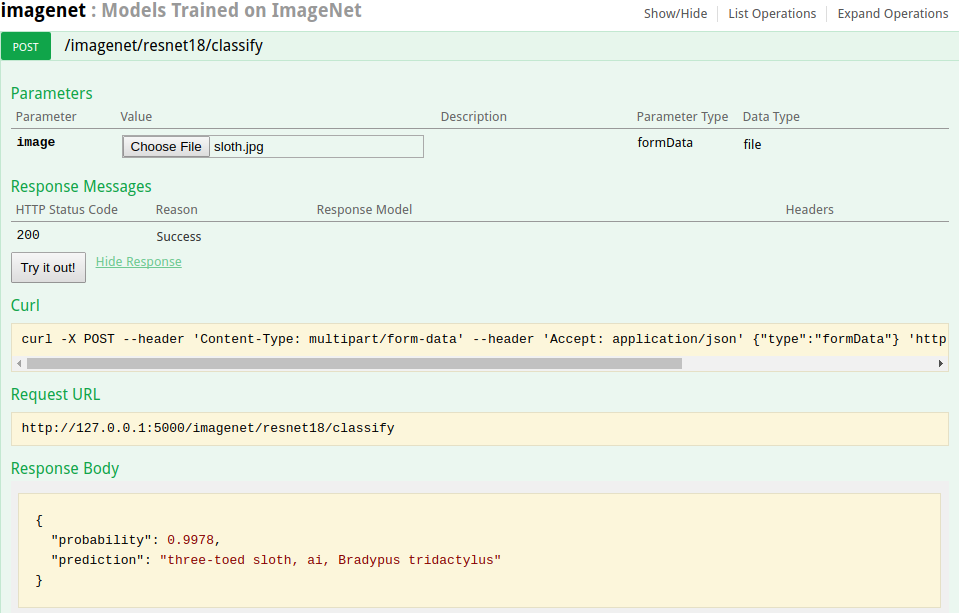 imagenet : Models Trained on ImageNet
Show/Hide List Operations Expand Operations
POST /imagenet/resnet18/classify
Parameters
Parameter Value Description Parameter Type Data Type
image Choose File sloth.jpg formData file
Response Messages
HTTP Status Code Reason Response Model Headers
200 Success
Try it out! Hide Response
Curl
curl -X POST --header 'Content-Type: multipart/form-data' --header 'Accept: application/json' {"type":"formData"} 'http
Request URL
http://127.0.0.1:5000/imagenet/resnet18/classify
Response Body
{
"probability": 0.9978,
"prediction": "three-toed sloth, ai, Bradypus tridactylus"
}